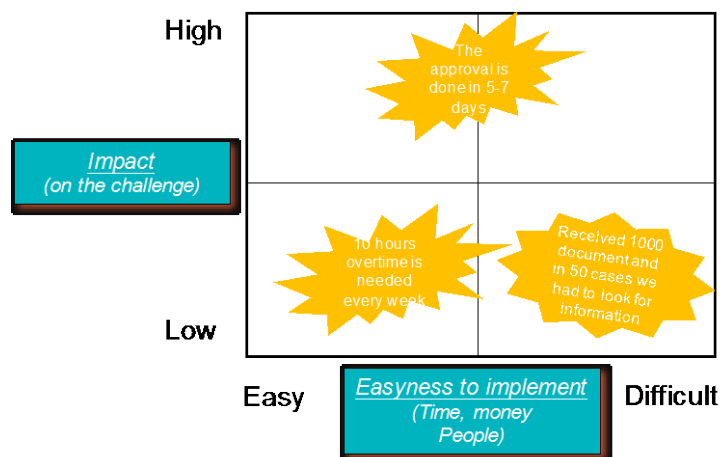 High
The
approval is
done in 5-7
days
Impact
(on the challenge)
10 hours
overtime is
needed
every week
Received 1000
document and
in 50 cases we
had to look for
information
Low
Easy
Easyness to implement
(Time, money
People)
Difficult